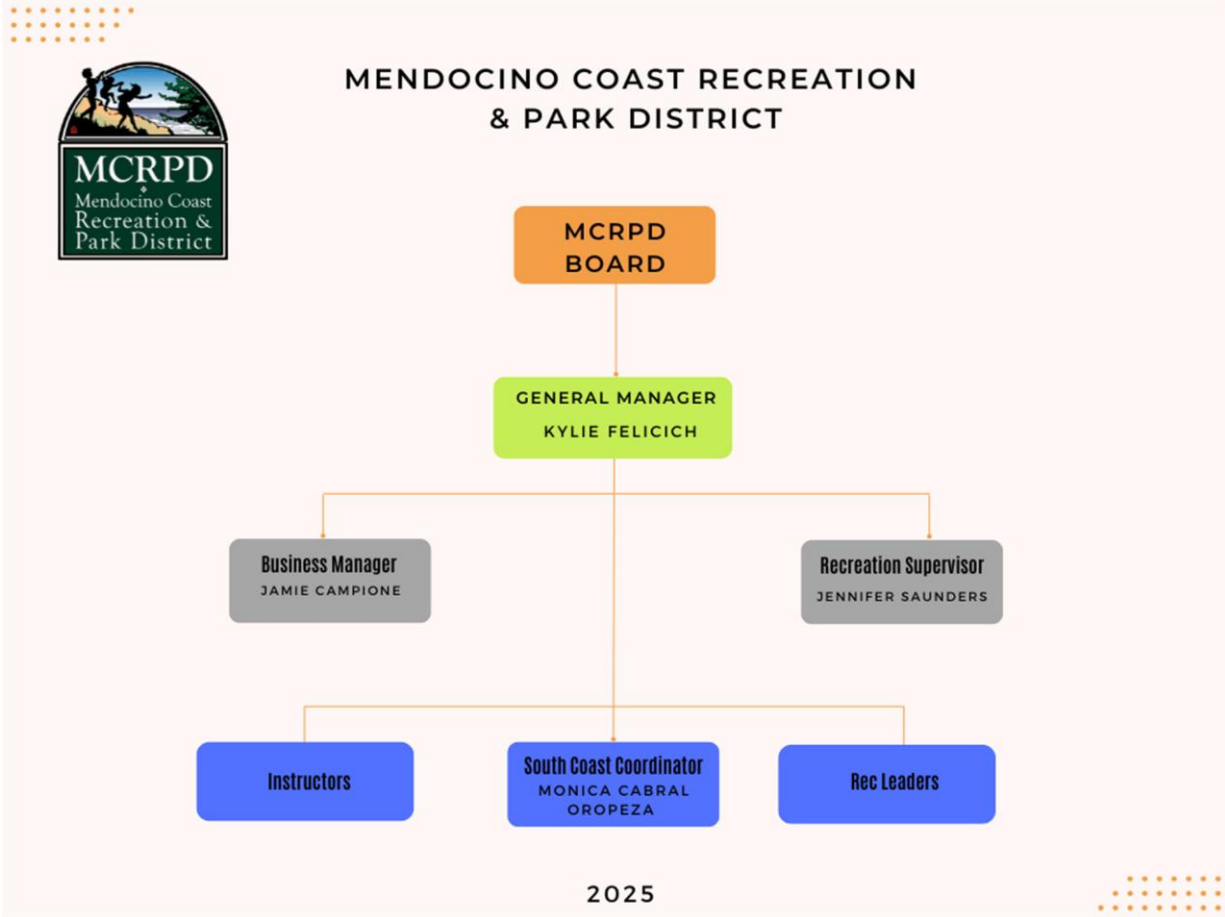 MENDOCINO COAST RECREATION
& PARK DISTRICT
MCRPD
Mendocino Coast
Recreation &
Park District
MCRPD
BOARD
GENERAL MANAGER
KYLIE FELICICH
Business Manager
JAMIE CAMPIONE
Recreation Supervisor
JENNIFER SAUNDERS
Instructors
South Coast Coordinator
MONICA CABRAL
OROPEZA
Rec Leaders
2025